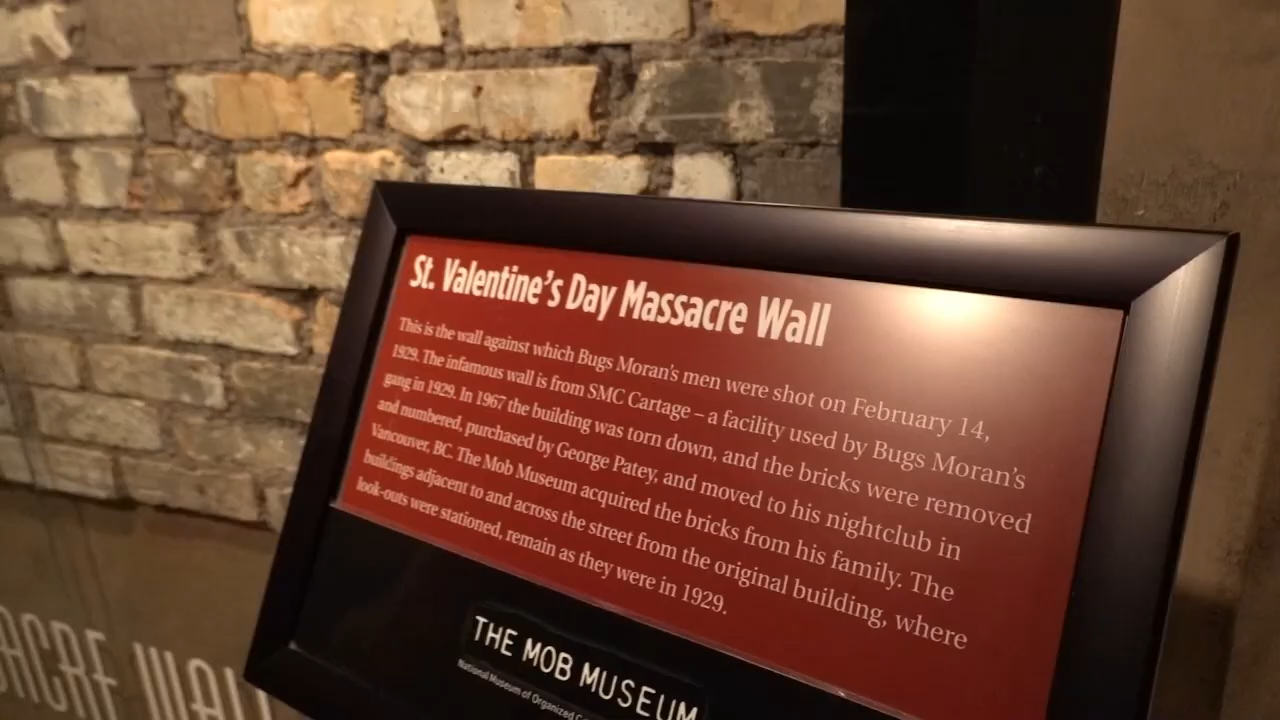 St. Valentine's Day Massacre Wall
This is the wall against which Bugs Moran's men were shot on February 14,
1929. The infamous wall is from SMC Cartage – a facility used by Bugs Moran's
gang in 1929. In 1967 the building was torn down, and the bricks were removed
and numbered, purchased by George Patey, and moved to his nightclub in
Vancouver, BC. The Mob Museum acquired the bricks from his family. The
buildings adjacent to and across the street from the original building, where
look-outs were stationed, remain as they were in 1929.
THE MOB MUSEUM
National Museum of Organized
ACRE WALL